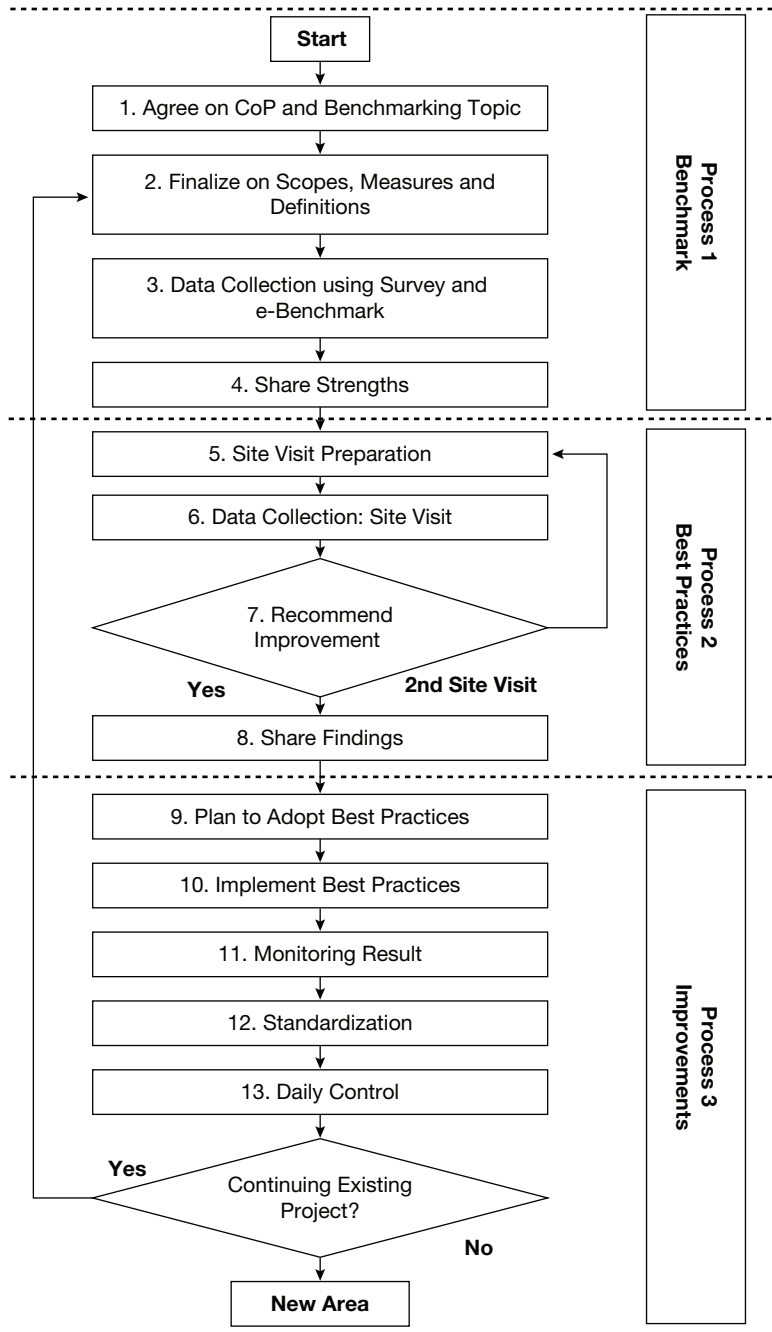 Start
1. Agree on CoP and Benchmarking Topic
2. Finalize on Scopes, Measures and
Definitions
3. Data Collection using Survey and
e-Benchmark
4. Share Strengths
Process 1
Benchmark
5. Site Visit Preparation
6. Data Collection: Site Visit
7. Recommend
Improvement
Yes
2nd Site Visit
8. Share Findings
Process 2
Best Practices
9. Plan to Adopt Best Practices
10. Implement Best Practices
11. Monitoring Result
12. Standardization
13. Daily Control
Yes
Continuing Existing
Project?
No
New Area
Process 3
Improvements